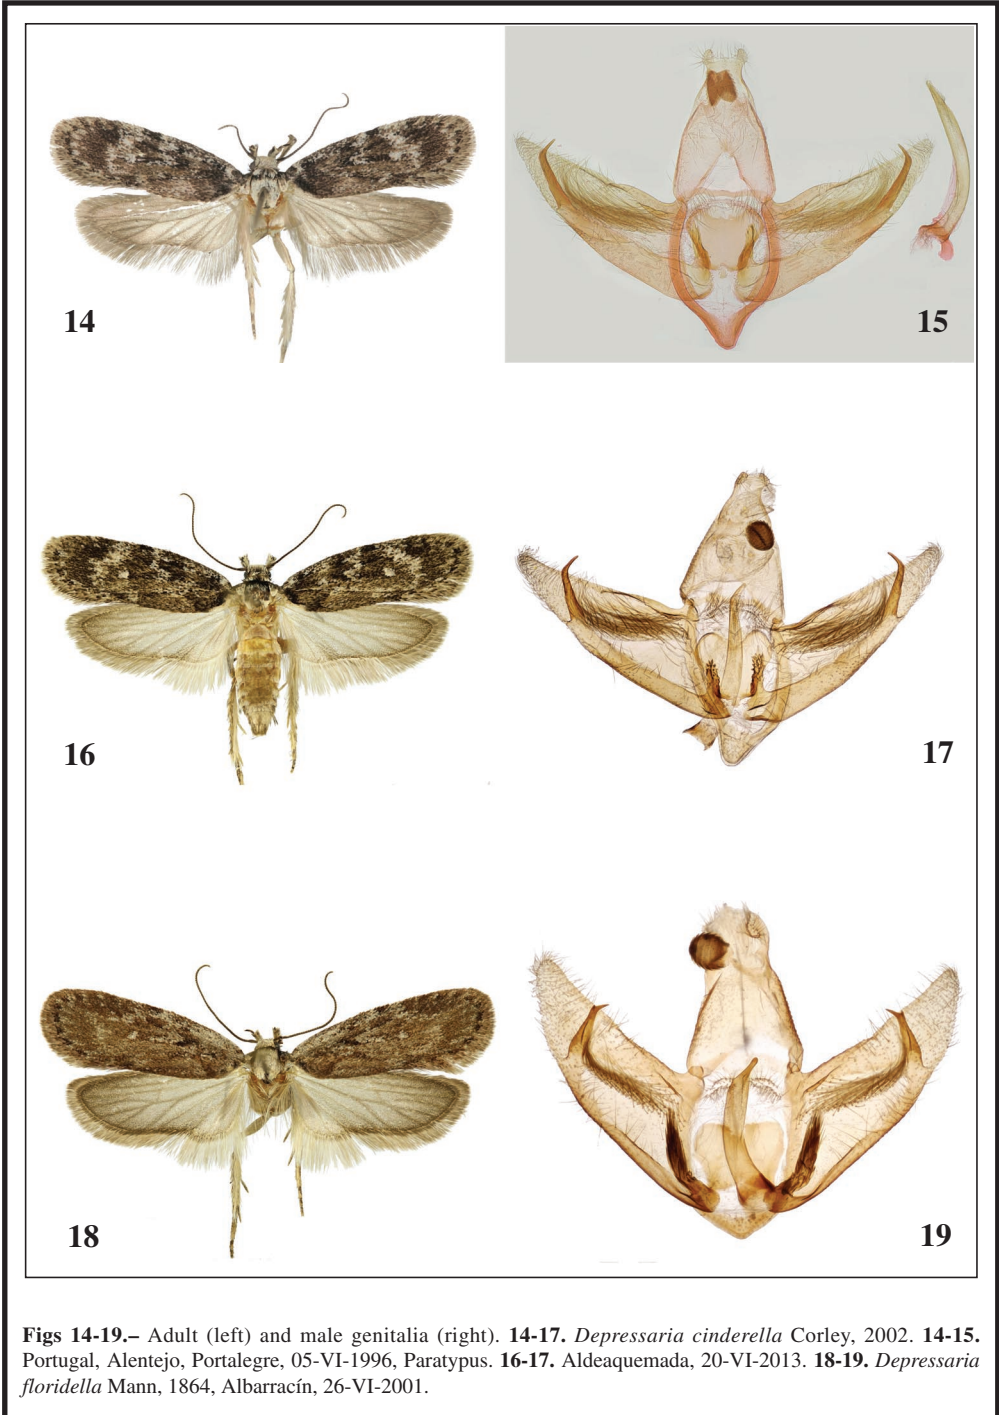 14
15
16
17
18
19
Figs 14-19.– Adult (left) and male genitalia (right). 14-17. Depressaria cinderella Corley, 2002. 14-15.
Portugal, Alentejo, Portalegre, 05-VI-1996, Paratypus. 16-17. Aldeaquemada, 20-VI-2013. 18-19. Depressaria
floridella Mann, 1864, Albarracín, 26-VI-2001.